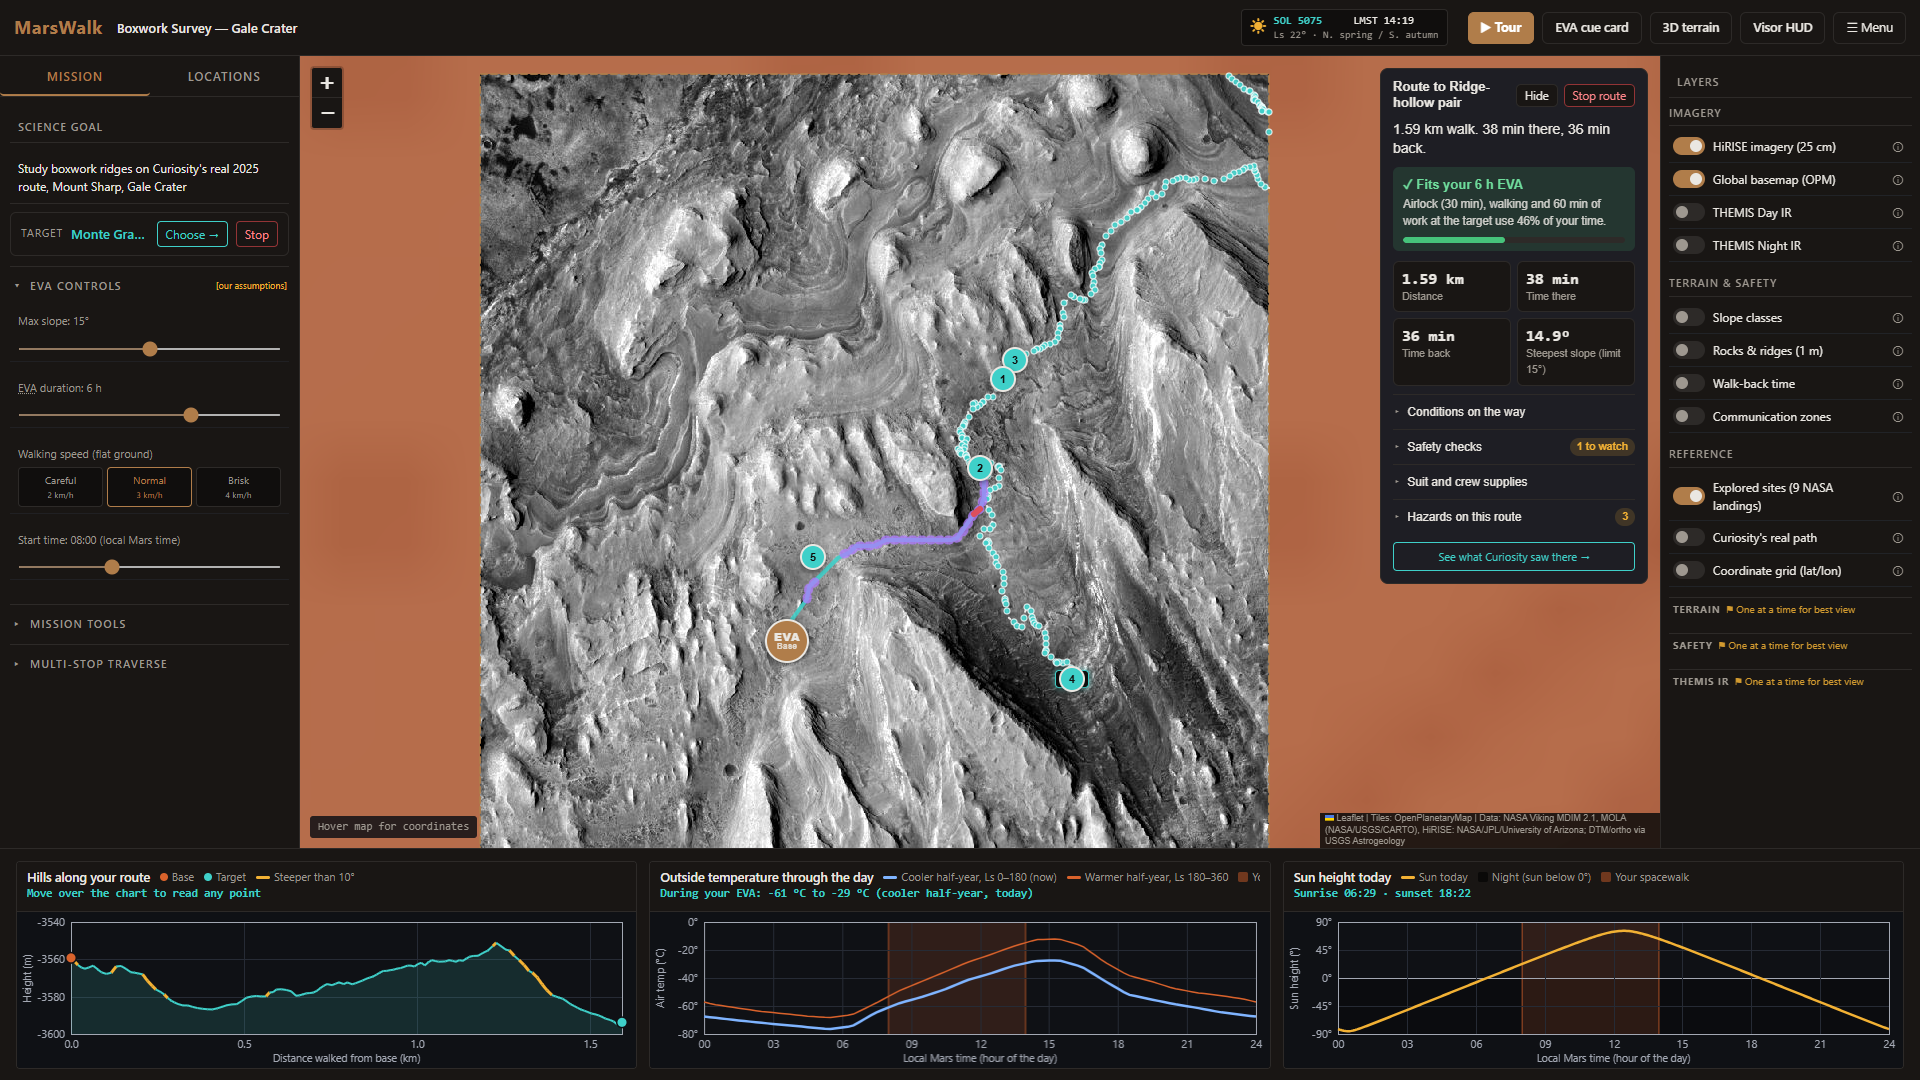 MarsWalk
Boxwork Survey — Gale Crater
SOL 5075 LMST 14:19
Ls 22° · N. spring / S. autumn
▶ Tour
EVA cue card
3D terrain
Visor HUD
☰ Menu
MISSION
LOCATIONS
SCIENCE GOAL
Study boxwork ridges on Curiosity's real 2025
route, Mount Sharp, Gale Crater
TARGET Monte Gra... Choose → Stop
EVA CONTROLS [our assumptions]
Max slope: 15°
EVA duration: 6 h
Walking speed (flat ground)
Careful
2 km/h
Normal
3 km/h
Brisk
4 km/h
Start time: 08:00 (local Mars time)
MISSION TOOLS
MULTI-STOP TRAVERSE
+
−
3
1
2
5
EVA
Base
4
Hover map for coordinates
Route to Ridge-
hollow pair
Hide
Stop route
1.59 km walk. 38 min there, 36 min
back.
✓ Fits your 6 h EVA
Airlock (30 min), walking and 60 min of
work at the target use 46% of your time.
1.59 km
Distance
38 min
Time there
36 min
Time back
14.9°
Steepest slope (limit
15°)
Conditions on the way
Safety checks 1 to watch
Suit and crew supplies
Hazards on this route 3
See what Curiosity saw there →
Leaflet | Tiles: OpenPlanetaryMap | Data: NASA Viking MDIM 2.1, MOLA
(NASA/USGS/CARTO), HiRISE: NASA/JPL/University of Arizona; DTM/ortho via
USGS Astrogeology
LAYERS
IMAGERY
HiRISE imagery (25 cm)
Global basemap (OPM)
THEMIS Day IR
THEMIS Night IR
TERRAIN & SAFETY
Slope classes
Rocks & ridges (1 m)
Walk-back time
Communication zones
REFERENCE
Explored sites (9 NASA
landings)
Curiosity's real path
Coordinate grid (lat/lon)
TERRAIN ⚑ One at a time for best view
SAFETY ⚑ One at a time for best view
THEMIS IR ⚑ One at a time for best view
Hills along your route Base Target Steeper than 10°
Move over the chart to read any point
-3540
-3560
-3580
-3600
Height (m)
0.0 0.5 1.0 1.5
Distance walked from base (km)
Outside temperature through the day Cooler half-year, Ls 0–180 (now) Warmer half-year, Ls 180–360
During your EVA: -61 °C to -29 °C (cooler half-year, today)
0°
-20°
-40°
-60°
-80°
Air temp (°C)
00 03 06 09 12 15 18 21 24
Local Mars time (hour of the day)
Sun height today Sun today Night (sun below 0°) Your spacewalk
Sunrise 06:29 · sunset 18:22
90°
45°
0°
-45°
-90°
Sun height (°)
00 03 06 09 12 15 18 21 24
Local Mars time (hour of the day)